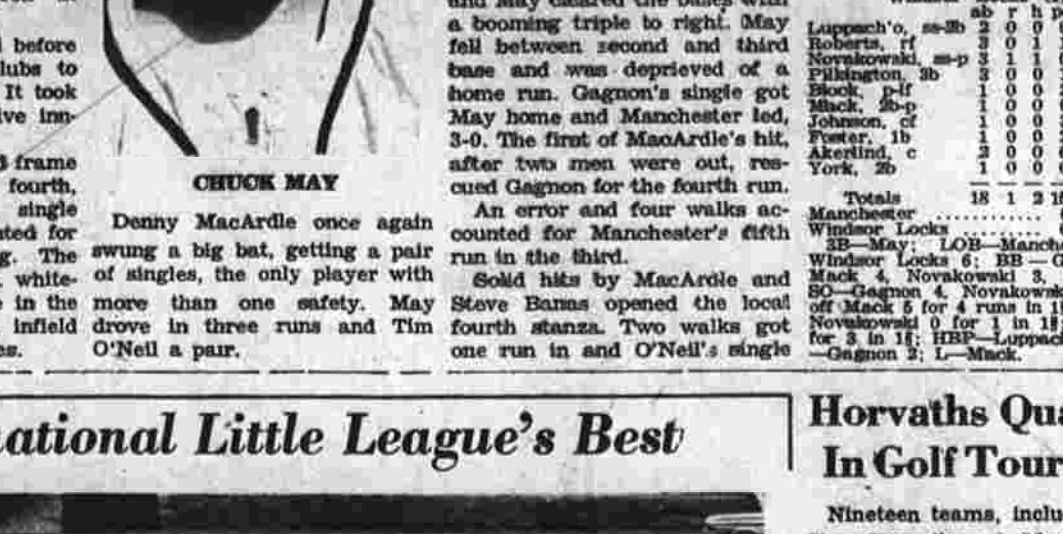 before
lubs to
It took
ive inn-
frame
fourth,
single
ated for
g. The
white-
in the
infield
es.
CHUCK MAY
Denny MacArdle once again
swung a big bat, getting a pair
of singles, the only player with
more than one safety. May
drove in three runs and Tim
O'Neil a pair.
and May cleared the bases with
a booming triple to right. May
fell between second and third
base and was deprieved of a
home run. Gagnon's single got
May home and Manchester led,
3-0. The first of MacArdle's hit,
after two men were out, res-
cued Gagnon for the fourth run.
An error and four walks ac-
counted for Manchester's fifth
run in the third.
Solid hits by MacArdle and
Steve Banas opened the local
fourth stanza. Two walks got
one run in and O'Neil's single
ab r h
Luppach'o, ss-2b 2 0 0
Roberts, rf 3 0 1
Novakowski, ss-p 3 1 1
Pilkington, 3b 3 0 0
Block, p-lf 1 0 0
Mack, 2b-p 1 0 0
Johnson, cf 1 0 0
Foster, 1b 1 0 0
Akerlind, c 2 0 0
York, 2b 1 0 0
Totals 18 1 2
Manchester
Windsor Locks
3B—May; LOB—Manch
Windsor Locks 6; BB — G
Mack 4, Novakowski 3,
SO—Gagnon 4, Novakowsk
off Mack 5 for 4 runs in
Novakowski 0 for 1 in
for 3 in HBP—Luppach
—Gagnon 2; L—Mack.
ational Little League's Best
Horvaths Qu
In Golf Tour
Nineteen teams, inclu